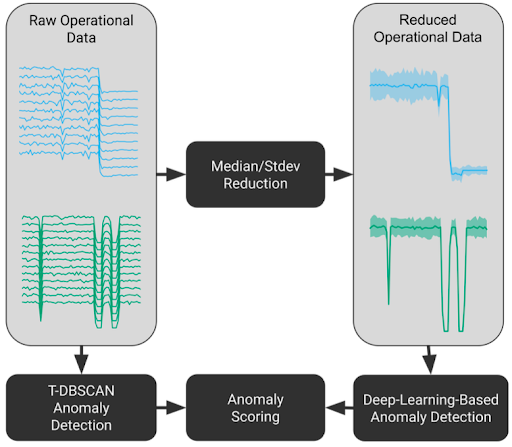 Raw Operational
Data
Reduced
Operational Data
Median/Stdev
Reduction
T-DBSCAN
Anomaly
Detection
Anomaly
Scoring
Deep-Learning-Based
Anomaly Detection